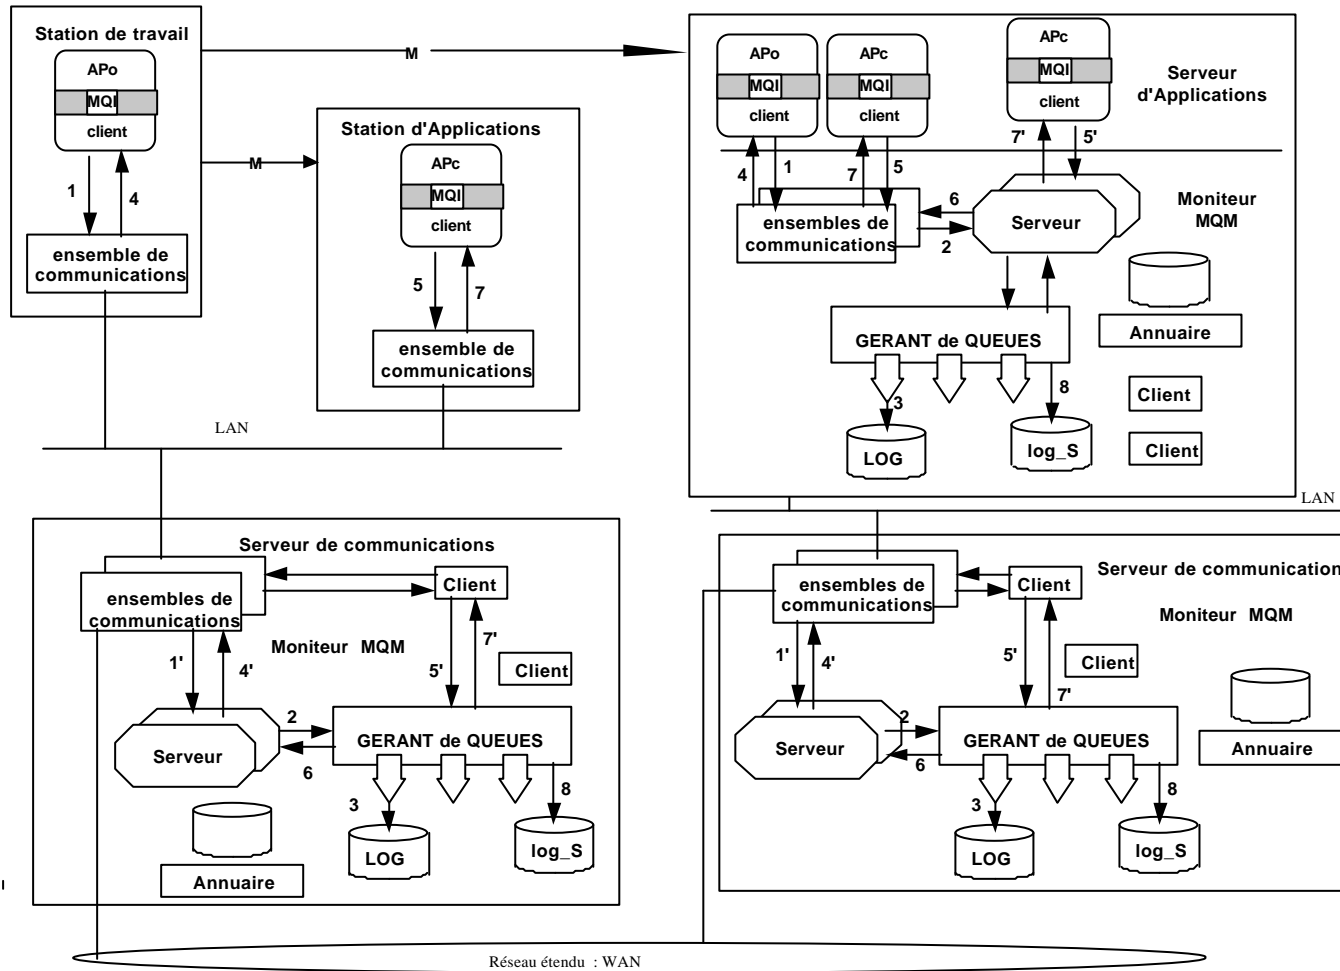 Station de travail
APo
MQI
client
1
4
ensemble de
communications
M
M
Station d'Applications
APc
MQI
client
5
7
ensemble de
communications
LAN
APo
MQI
client
APc
MQI
client
APc
MQI
client
Serveur
d'Applications
4
1
7
5
7'
5'
ensembles de
communications
6
2
Serveur
Moniteur
MQM
GERANT de QUEUES
Annuaire
3
8
LOG
log_S
Client
Client
LAN
Serveur de communications
ensembles de
communications
Client
Moniteur MQM
1'
4'
5'
7'
Client
Serveur
2
6
GERANT de QUEUES
3
8
LOG
log_S
Annuaire
ensembles de
communications
Client
Serveur de communication
Moniteur MQM
1'
4'
5'
7'
Client
Serveur
2
6
GERANT de QUEUES
Annuaire
3
8
LOG
log_S
Réseau étendu : WAN